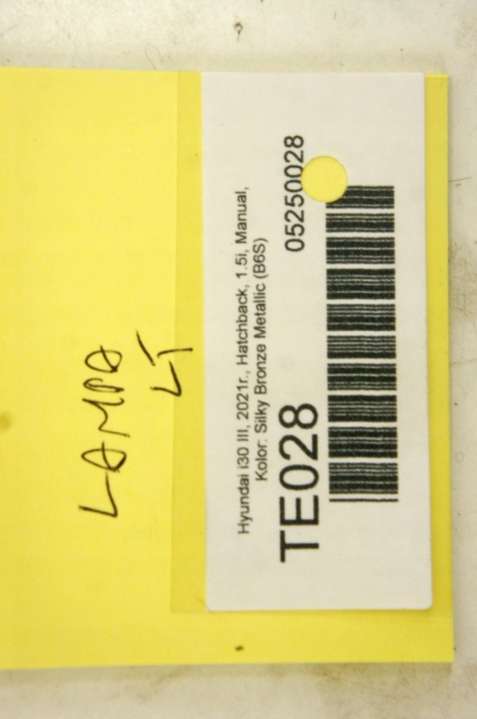 LAMPA
LT
Hyundai i30 III, 2021r., Hatchback, 1.5i, Manual,
Kolor: Silky Bronze Metallic (B6S)
TE028
05250028